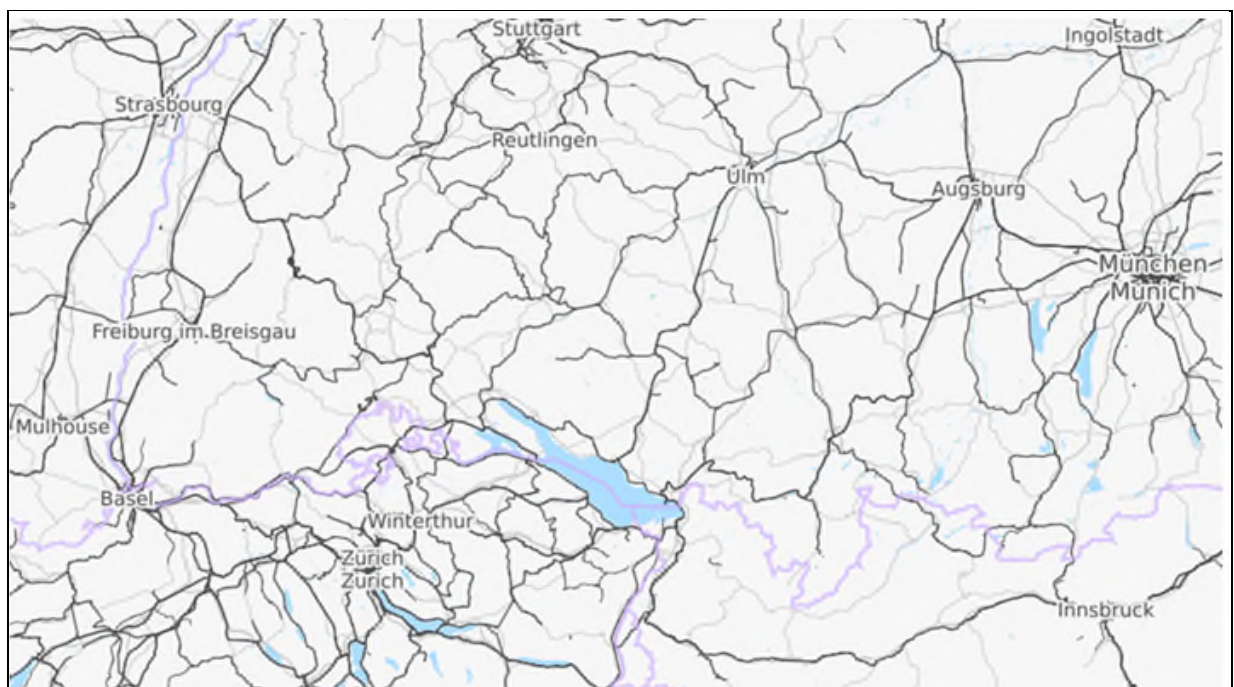 Stuttgart
Ingolstadt
Strasbourg
Reutlingen
Ulm
Augsburg
München
Munich
Freiburg im Breisgau
Mulhouse
Basel
Winterthur
Zürich
Zurich
Innsbruck